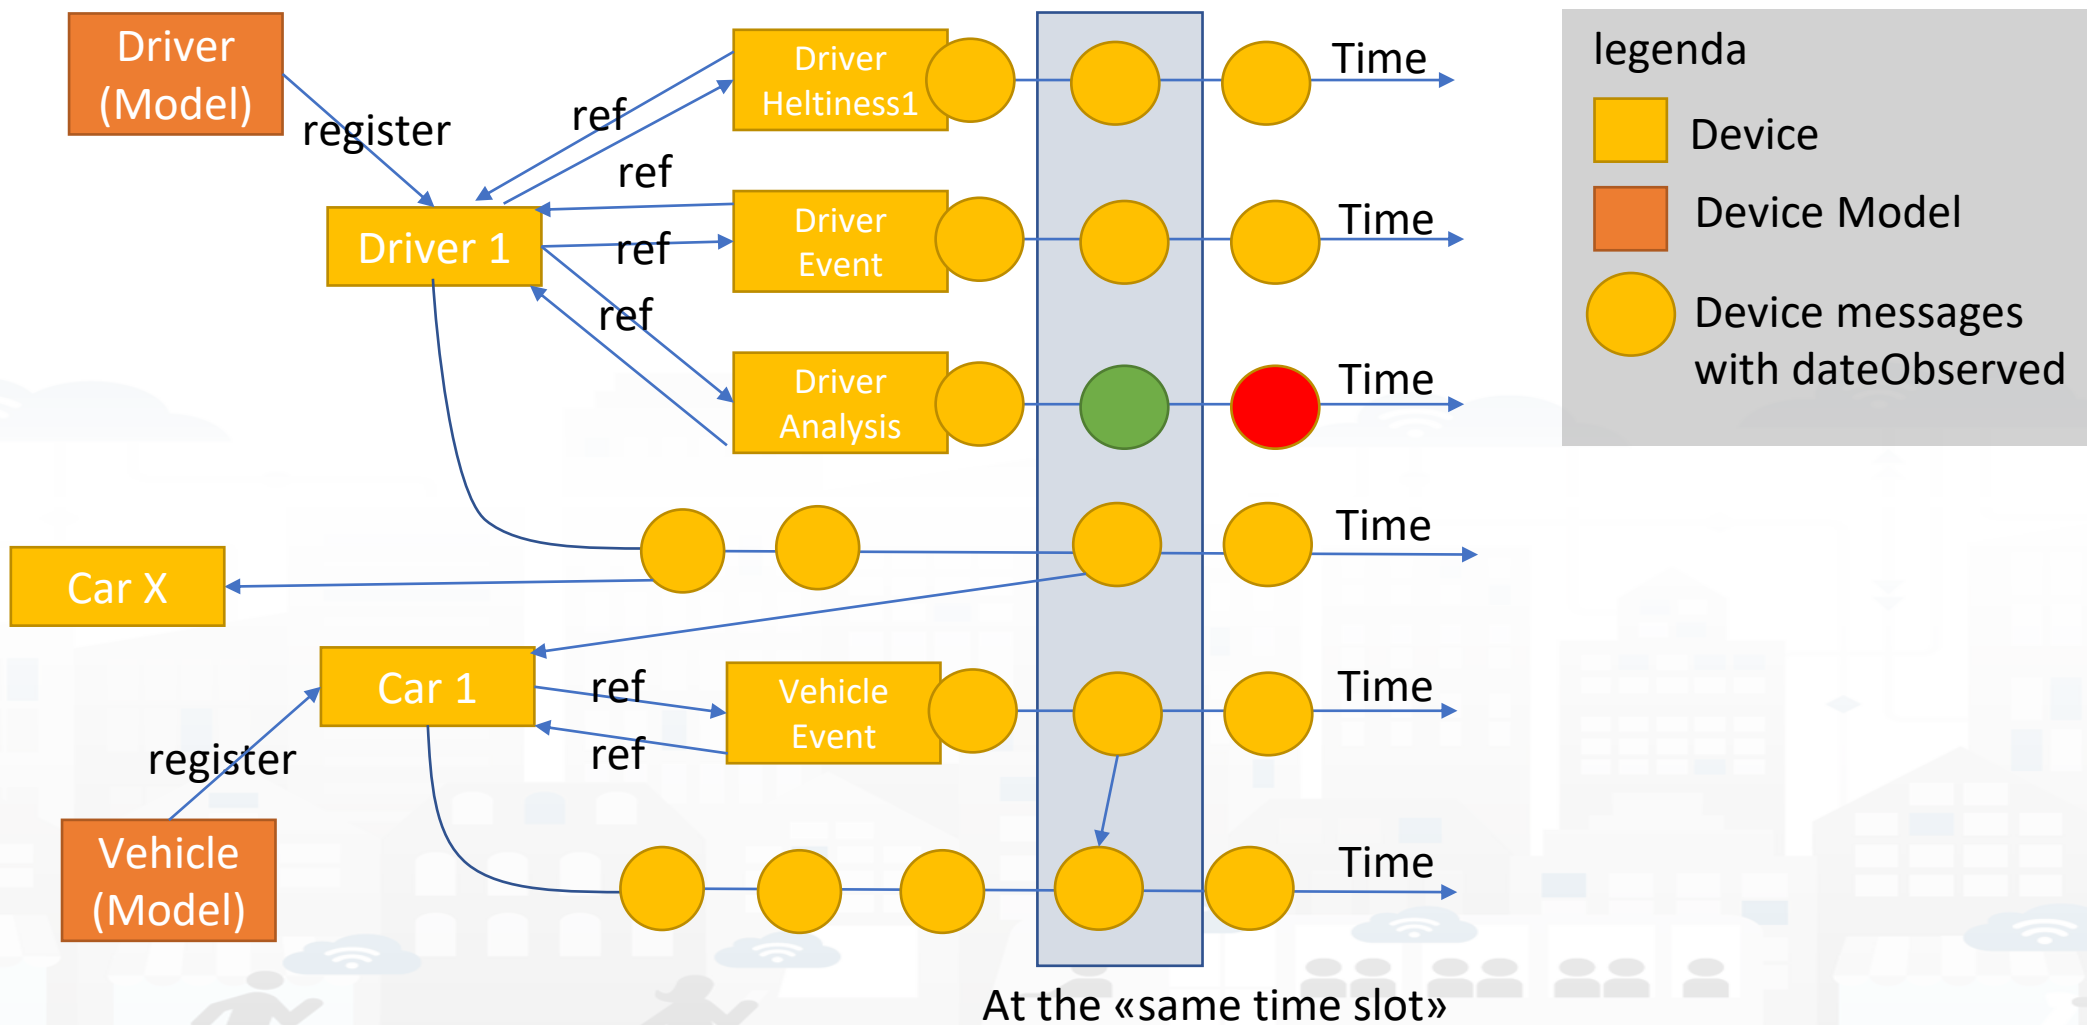 Driver
(Model)
register
Driver 1
ref
ref
ref
ref
Driver
Heltiness1
Time
Driver
Event
Time
Driver
Analysis
Time
Time
Car X
Car 1
ref
ref
Vehicle
Event
Time
register
Vehicle
(Model)
Time
At the «same time slot»
legenda
Device
Device Model
Device messages
with dateObserved